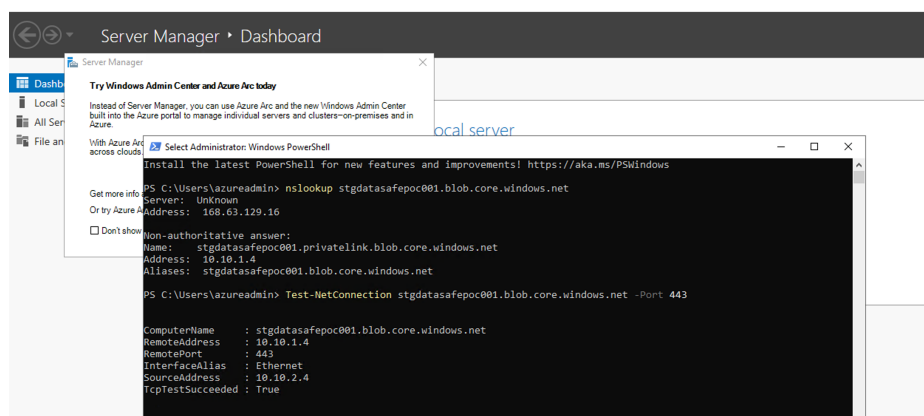 Server Manager ‣ Dashboard
Server Manager
Dashb
Try Windows Admin Center and Azure Arc today
Local S
Instead of Server Manager, you can use Azure Arc and the new Windows Admin Center
built into the Azure portal to manage individual servers and clusters—on-premises and in
Azure.
All Ser
ocal server
File an
With Azure Arc
across clouds.
Get more info
Or try Azure A
Don't show
Select Administrator: Windows PowerShell
Install the latest PowerShell for new features and improvements! https://aka.ms/PSWindows
PS C:\Users\azureadmin> nslookup stgdatasafepoc001.blob.core.windows.net
Server:  UnKnown
Address:  168.63.129.16
Non-authoritative answer:
Name:    stgdatasafepoc001.privatelink.blob.core.windows.net
Address:  10.10.1.4
Aliases:  stgdatasafepoc001.blob.core.windows.net
PS C:\Users\azureadmin> Test-NetConnection stgdatasafepoc001.blob.core.windows.net -Port 443
ComputerName     : stgdatasafepoc001.blob.core.windows.net
RemoteAddress    : 10.10.1.4
RemotePort       : 443
InterfaceAlias   : Ethernet
SourceAddress    : 10.10.2.4
TcpTestSucceeded : True